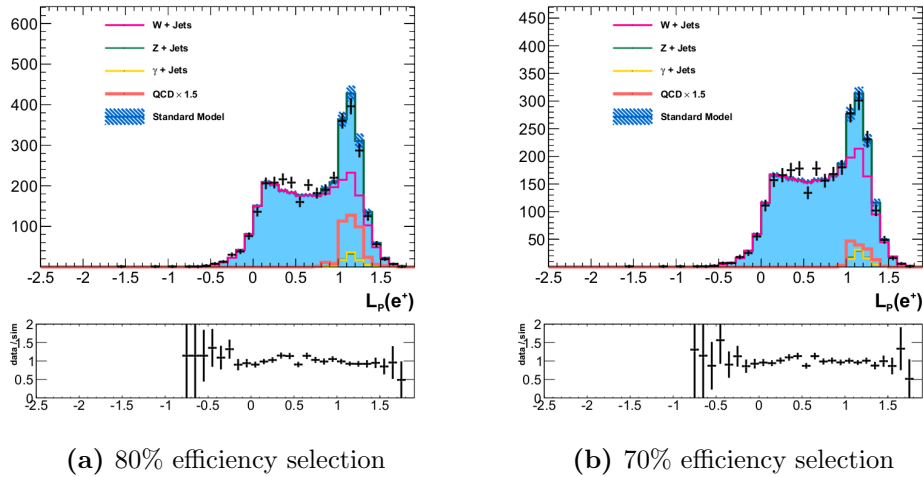 600
500
400
300
200
100
W + Jets
Z + Jets
γ + Jets
QCD × 1.5
Standard Model
-2.5 -2 -1.5 -1 -0.5 0 0.5 1 1.5
L_P(e⁺)
data / sim
2
1.5
1
0.5
0
-2.5 -2 -1.5 -1 -0.5 0 0.5 1 1.5
(a) 80% efficiency selection
450
400
350
300
250
200
150
100
50
W + Jets
Z + Jets
γ + Jets
QCD × 1.5
Standard Model
-2.5 -2 -1.5 -1 -0.5 0 0.5 1 1.5
L_P(e⁺)
data / sim
2
1.5
1
0.5
0
-2.5 -2 -1.5 -1 -0.5 0 0.5 1 1.5
(b) 70% efficiency selection